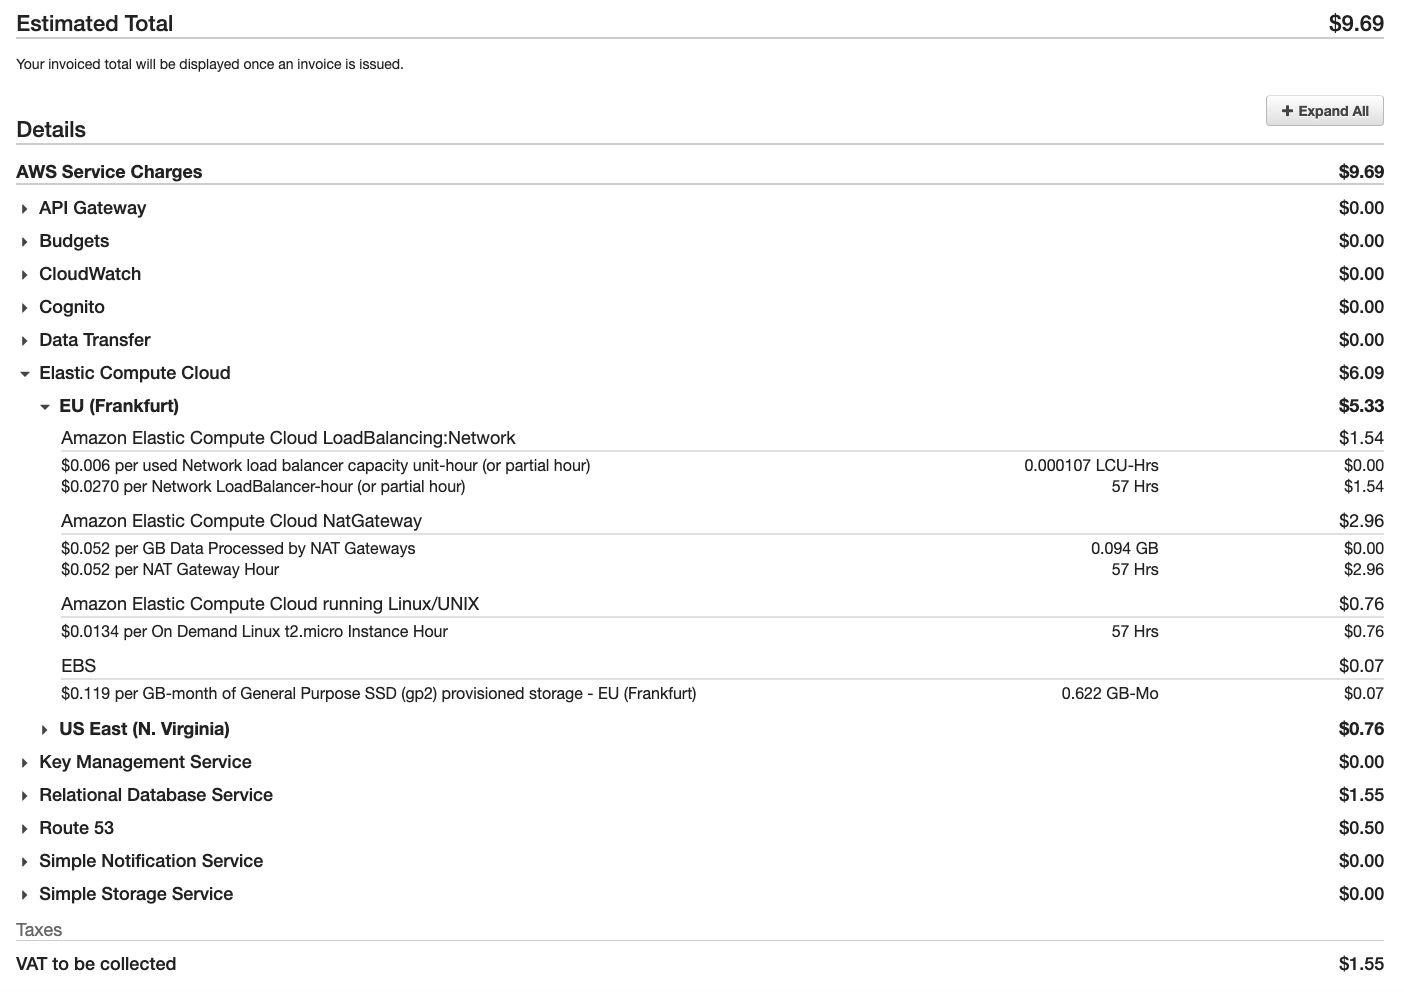 Estimated Total $9.69
Your invoiced total will be displayed once an invoice is issued.
+ Expand All
Details
AWS Service Charges $9.69
API Gateway $0.00
Budgets $0.00
CloudWatch $0.00
Cognito $0.00
Data Transfer $0.00
Elastic Compute Cloud $6.09
EU (Frankfurt) $5.33
Amazon Elastic Compute Cloud LoadBalancing:Network $1.54
$0.006 per used Network load balancer capacity unit-hour (or partial hour) 0.000107 LCU-Hrs $0.00
$0.0270 per Network LoadBalancer-hour (or partial hour) 57 Hrs $1.54
Amazon Elastic Compute Cloud NatGateway $2.96
$0.052 per GB Data Processed by NAT Gateways 0.094 GB $0.00
$0.052 per NAT Gateway Hour 57 Hrs $2.96
Amazon Elastic Compute Cloud running Linux/UNIX $0.76
$0.0134 per On Demand Linux t2.micro Instance Hour 57 Hrs $0.76
EBS $0.07
$0.119 per GB-month of General Purpose SSD (gp2) provisioned storage - EU (Frankfurt) 0.622 GB-Mo $0.07
US East (N. Virginia) $0.76
Key Management Service $0.00
Relational Database Service $1.55
Route 53 $0.50
Simple Notification Service $0.00
Simple Storage Service $0.00
Taxes
VAT to be collected $1.55